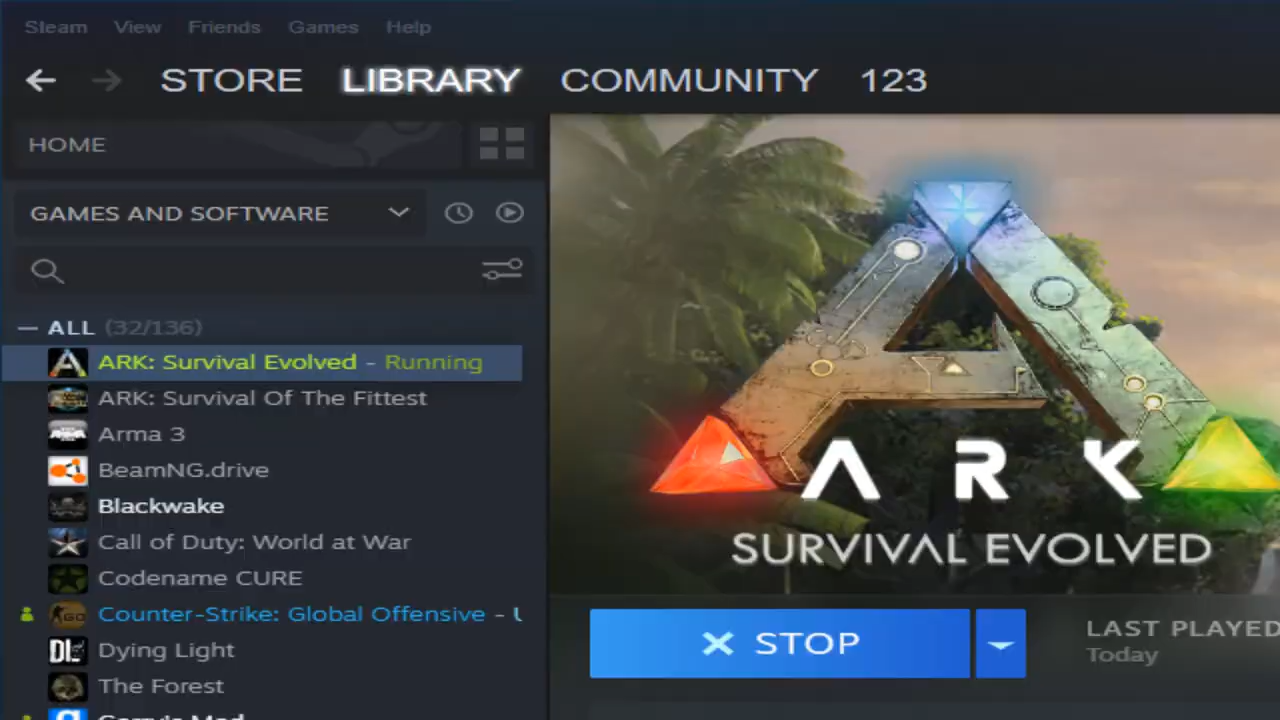 Steam View Friends Games Help
STORE LIBRARY COMMUNITY 123
HOME
GAMES AND SOFTWARE
ALL (32/136)
ARK: Survival Evolved - Running
ARK: Survival Of The Fittest
Arma 3
BeamNG.drive
Blackwake
Call of Duty: World at War
Codename CURE
Counter-Strike: Global Offensive - U
Dying Light
The Forest
Garry's Mod
ARK
SURVIVAL EVOLVED
STOP
LAST PLAYED
Today